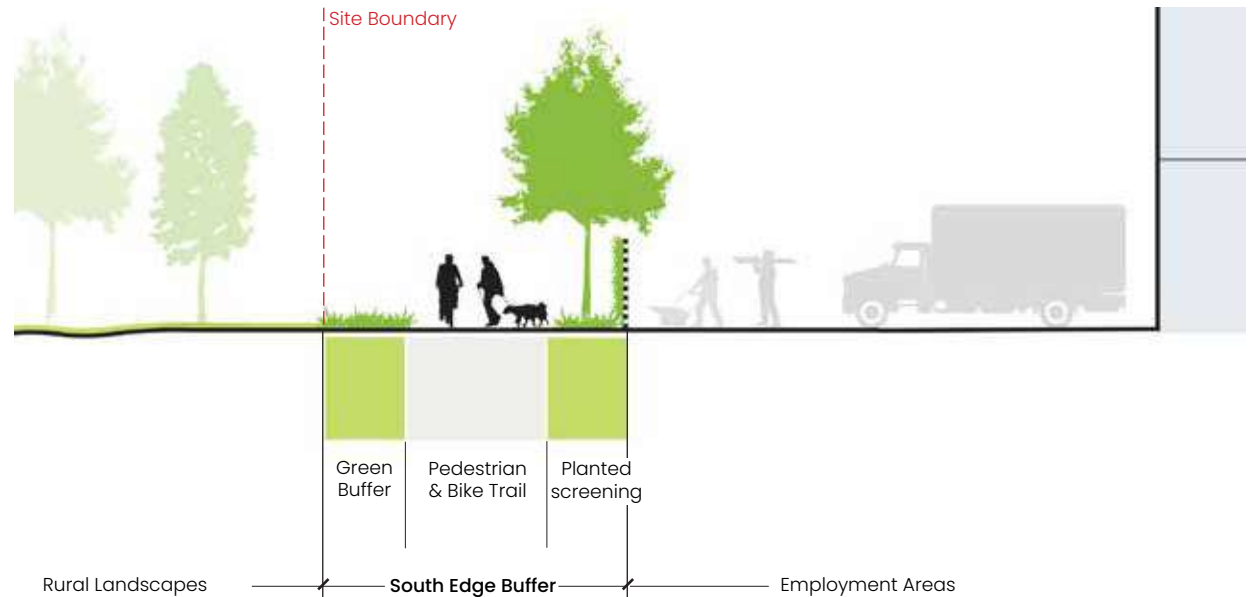 Site Boundary
Green
Buffer
Pedestrian
& Bike Trail
Planted
screening
Rural Landscapes
South Edge Buffer
Employment Areas